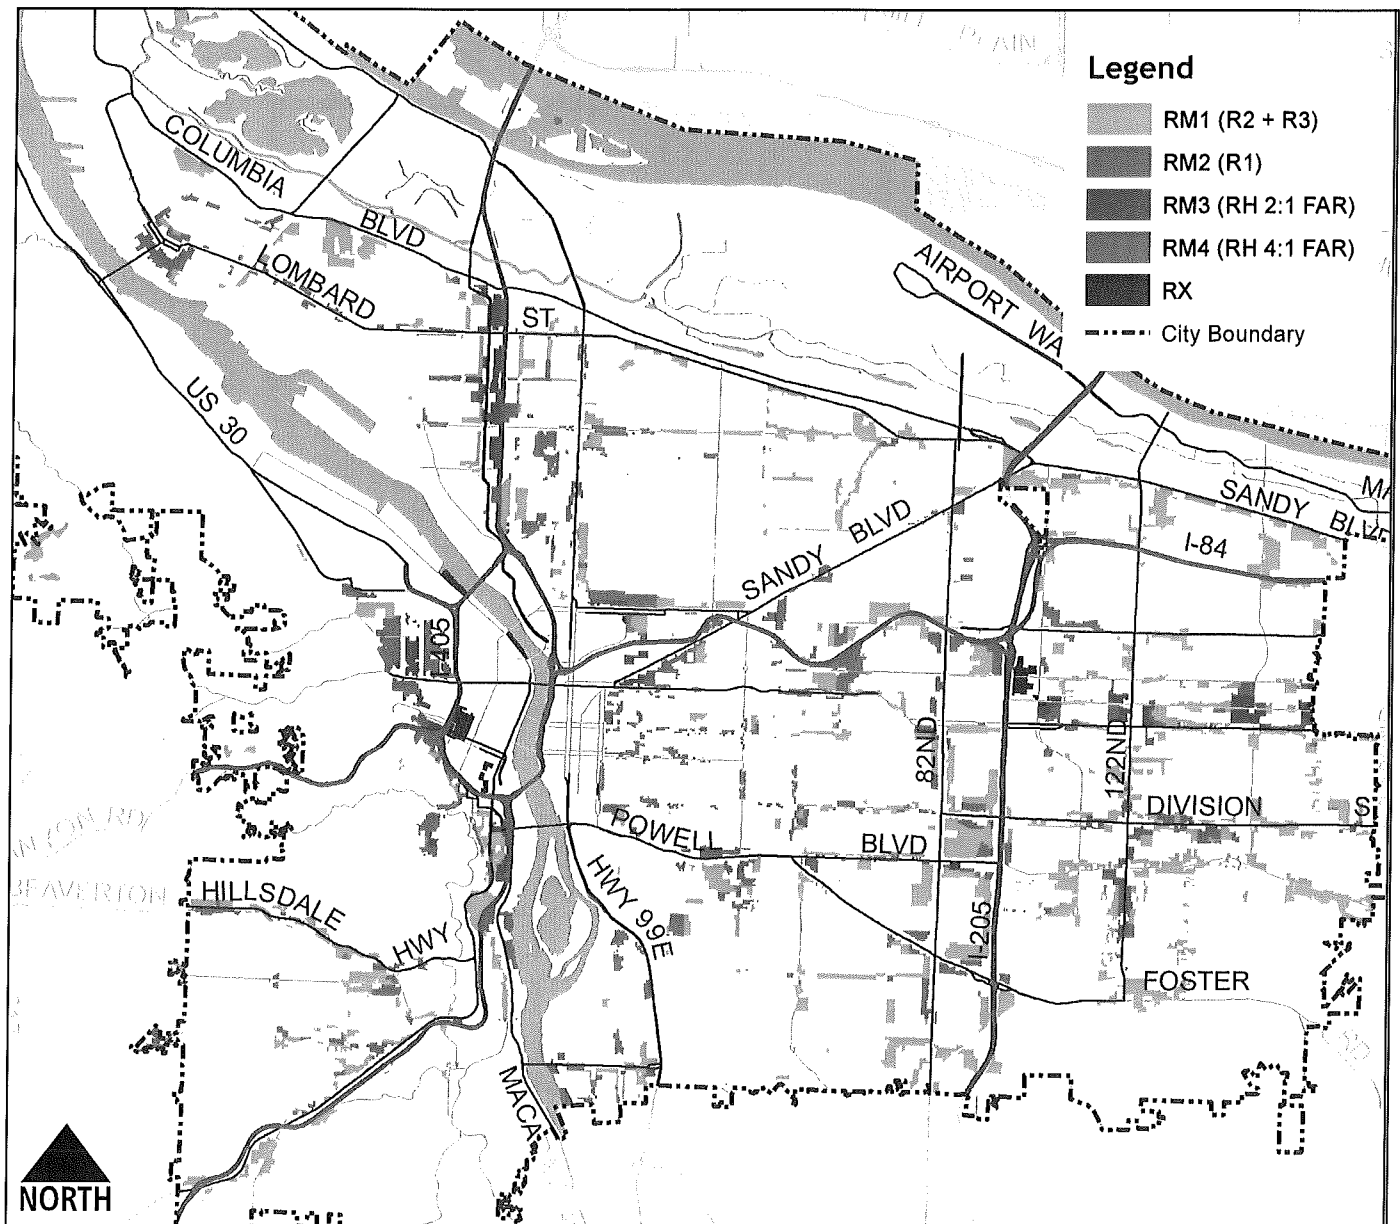 PLAIN
Legend
RM1 (R2 + R3)
RM2 (R1)
RM3 (RH 2:1 FAR)
RM4 (RH 4:1 FAR)
RX
City Boundary
COLUMBIA
BLVD
LOMBARD
ST
AIRPORT WA
US 30
SANDY BLVD
SANDY BLVD
I-84
I-405
82ND
122ND
DIVISION
S
POWELL
BLVD
HWY 99E
BEAVERTON
HILLSDALE
HWY
I-205
FOSTER
MACA
NORTH